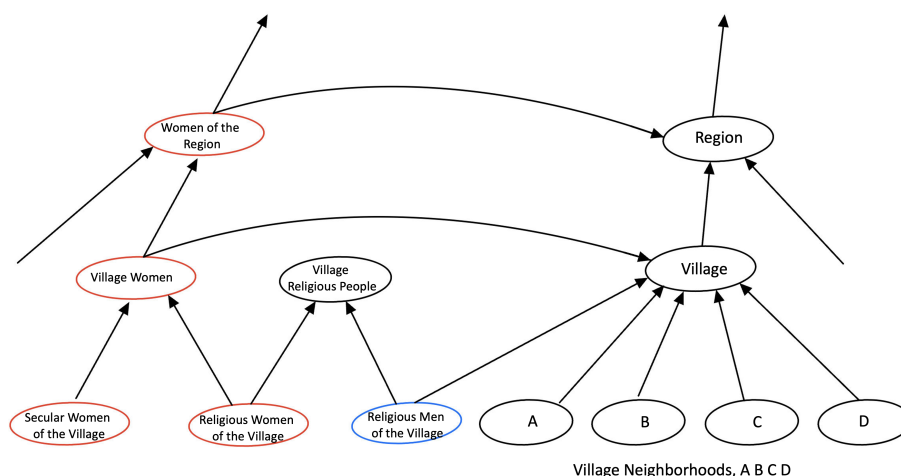 Women of the
Region
Region
Village Women
Village
Religious People
Village
Secular Women
of the Village
Religious Women
of the Village
Religious Men
of the Village
A
B
C
D
Village Neighborhoods, A B C D